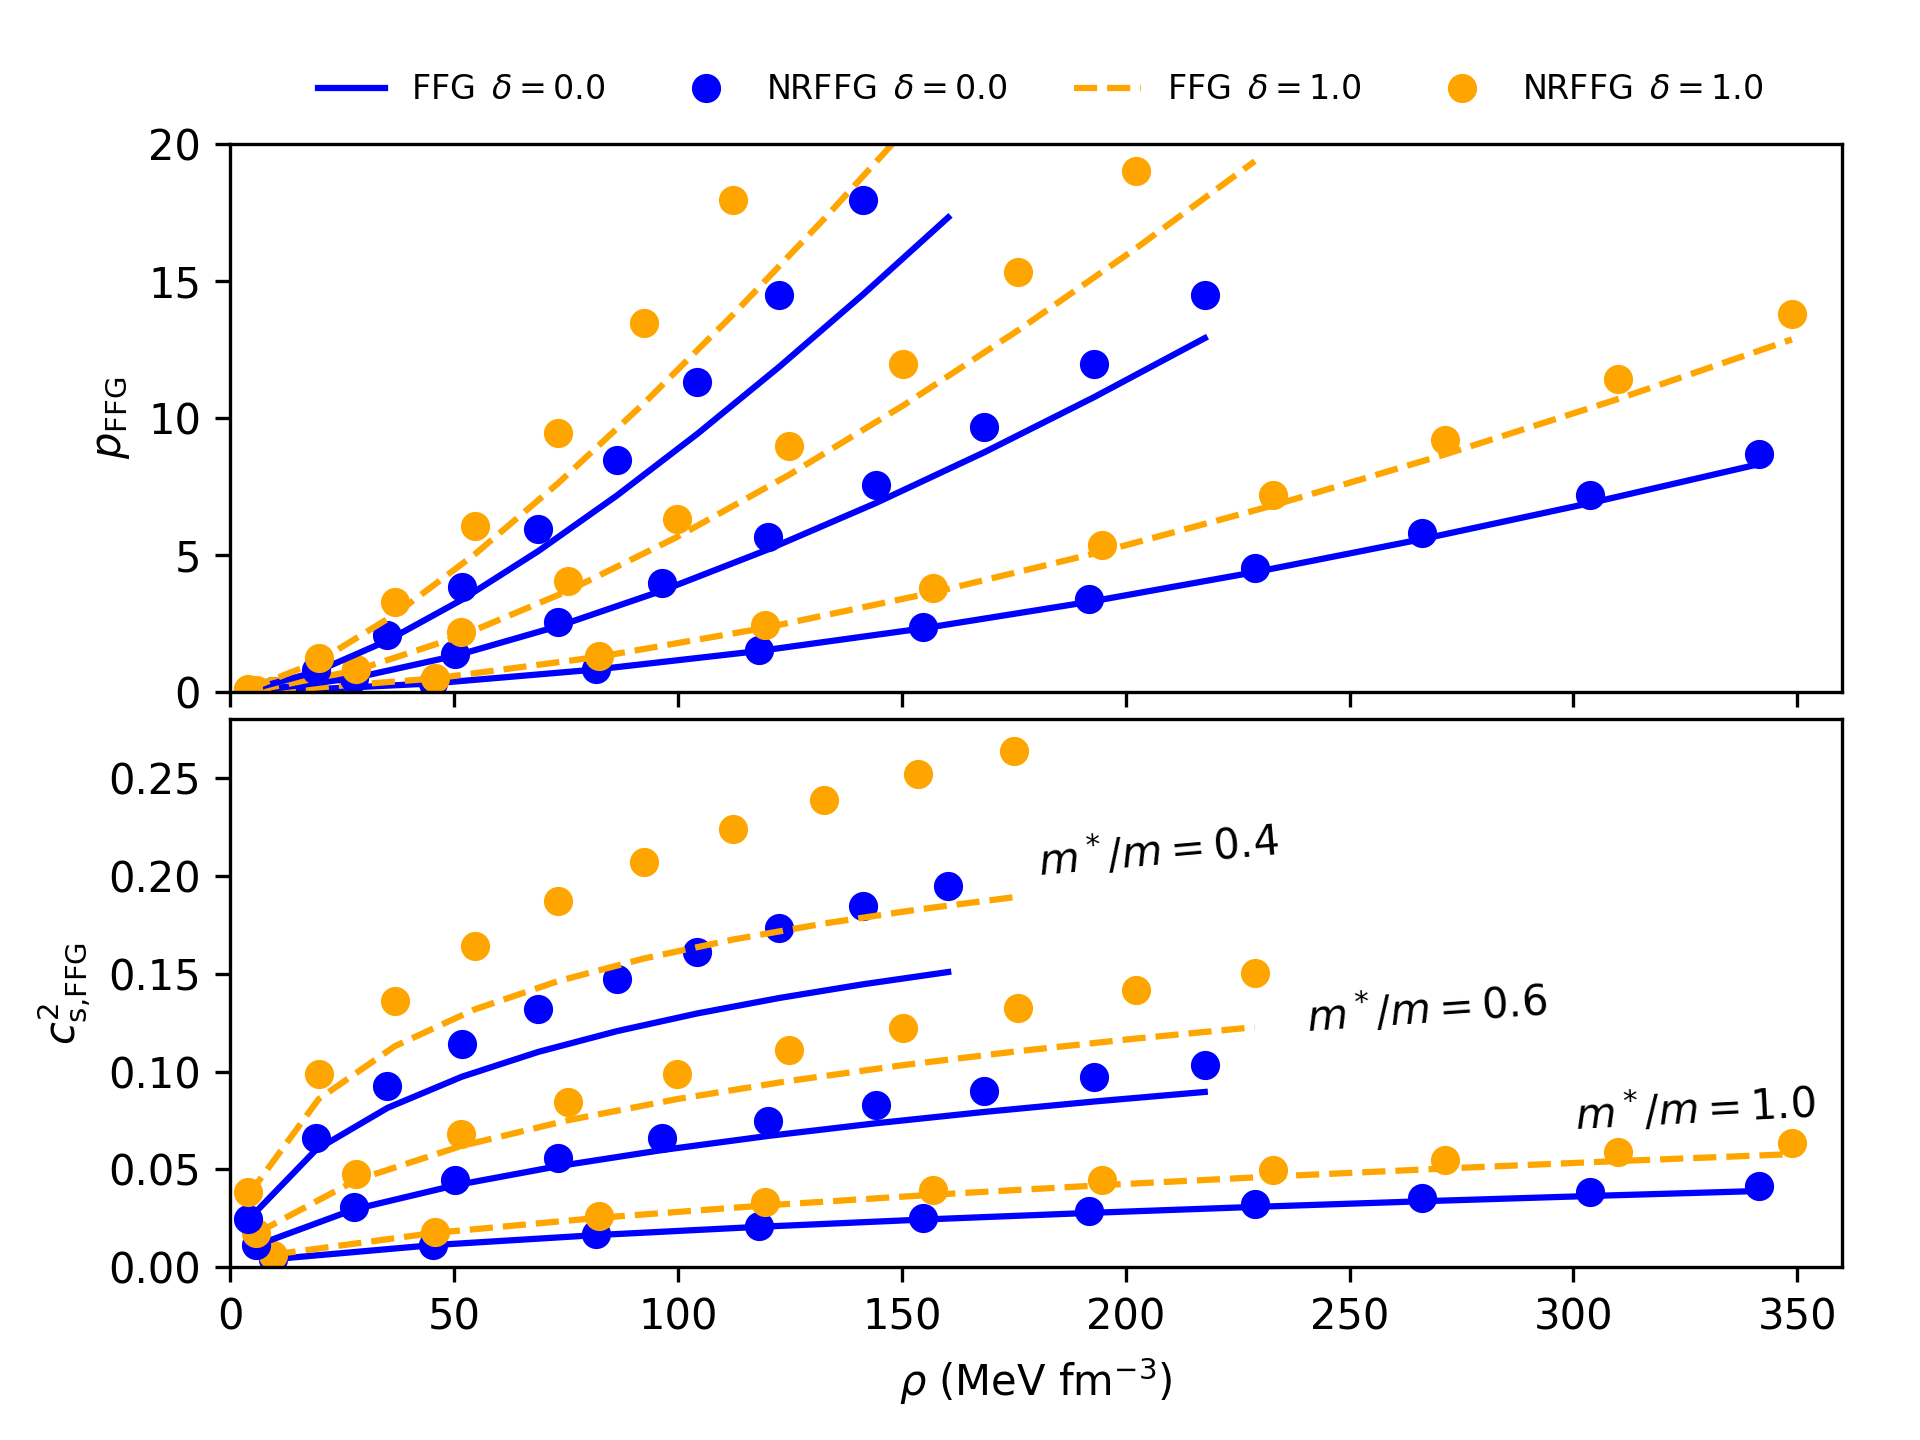 FFG δ = 0.0 NRFFG δ = 0.0 FFG δ = 1.0 NRFFG δ = 1.0
20
15
10
5
0
p_FFG
0.25
0.20
0.15
0.10
0.05
0.00
c²_s,FFG
m*/m = 0.4
m*/m = 0.6
m*/m = 1.0
0 50 100 150 200 250 300 350
ρ (MeV fm⁻³)